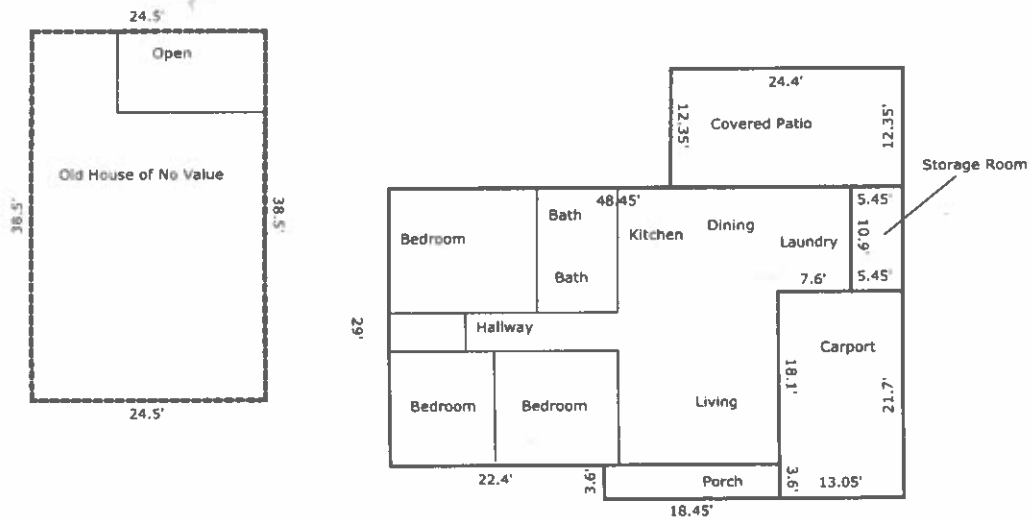 24.5'
Open
Old House of No Value
38.5'
38.5'
24.5'
24.4'
12.35'
Covered Patio
12.35'
Storage Room
48.45'
5.45'
Bath
Dining
Bedroom
Kitchen
10.9'
Laundry
Bath
7.6'
5.45'
29'
Hallway
Carport
18.1'
21.7'
Bedroom
Bedroom
Living
22.4'
3.6'
Porch
3.6'
13.05'
18.45'